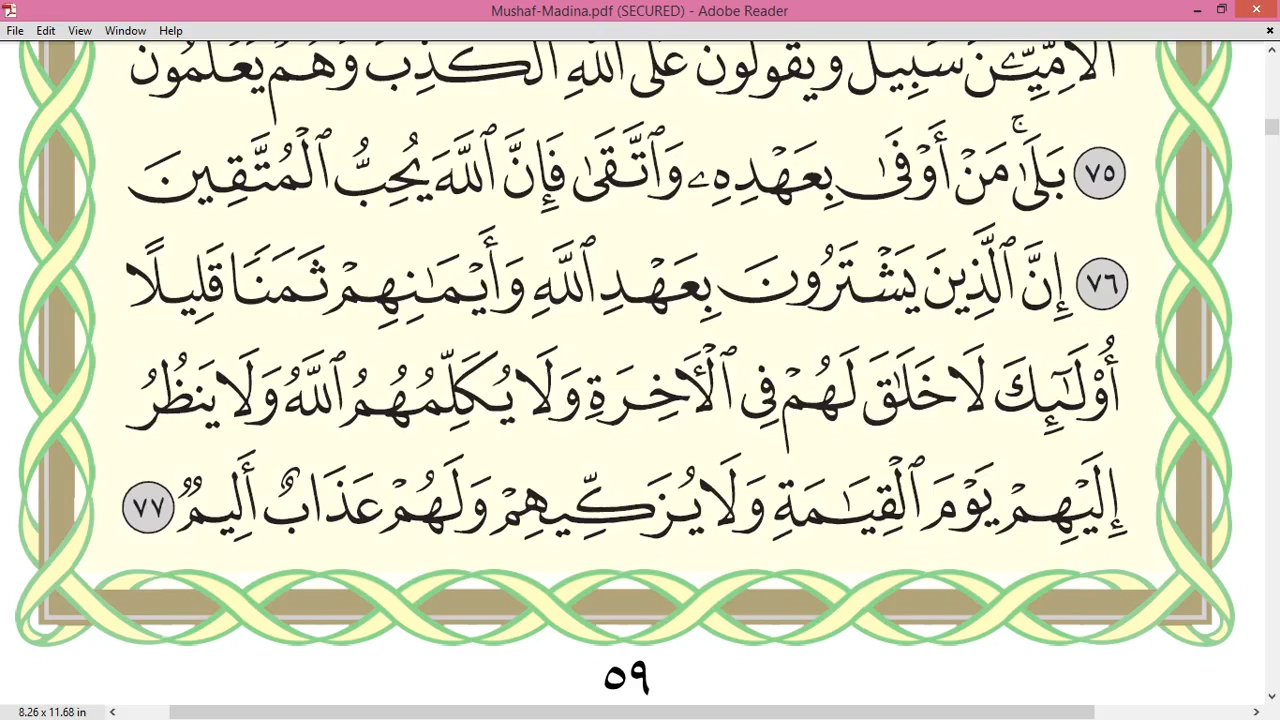 Mushaf-Madina.pdf (SECURED) - Adobe Reader
File Edit View Window Help
ٱلْأُمِّيِّـۧنَ سَبِيلٌ وَيَقُولُونَ عَلَى ٱللَّهِ ٱلْكَذِبَ وَهُمْ يَعْلَمُونَ
٧٥ بَلَىٰۚ مَنْ أَوْفَىٰ بِعَهْدِهِۦ وَٱتَّقَىٰ فَإِنَّ ٱللَّهَ يُحِبُّ ٱلْمُتَّقِينَ
٧٦ إِنَّ ٱلَّذِينَ يَشْتَرُونَ بِعَهْدِ ٱللَّهِ وَأَيْمَـٰنِهِمْ ثَمَنًا قَلِيلًا
أُو۟لَـٰٓئِكَ لَا خَلَـٰقَ لَهُمْ فِى ٱلْـَٔاخِرَةِ وَلَا يُكَلِّمُهُمُ ٱللَّهُ وَلَا يَنظُرُ
إِلَيْهِمْ يَوْمَ ٱلْقِيَـٰمَةِ وَلَا يُزَكِّيهِمْ وَلَهُمْ عَذَابٌ أَلِيمٌ ٧٧
٥٩
8.26 x 11.68 in